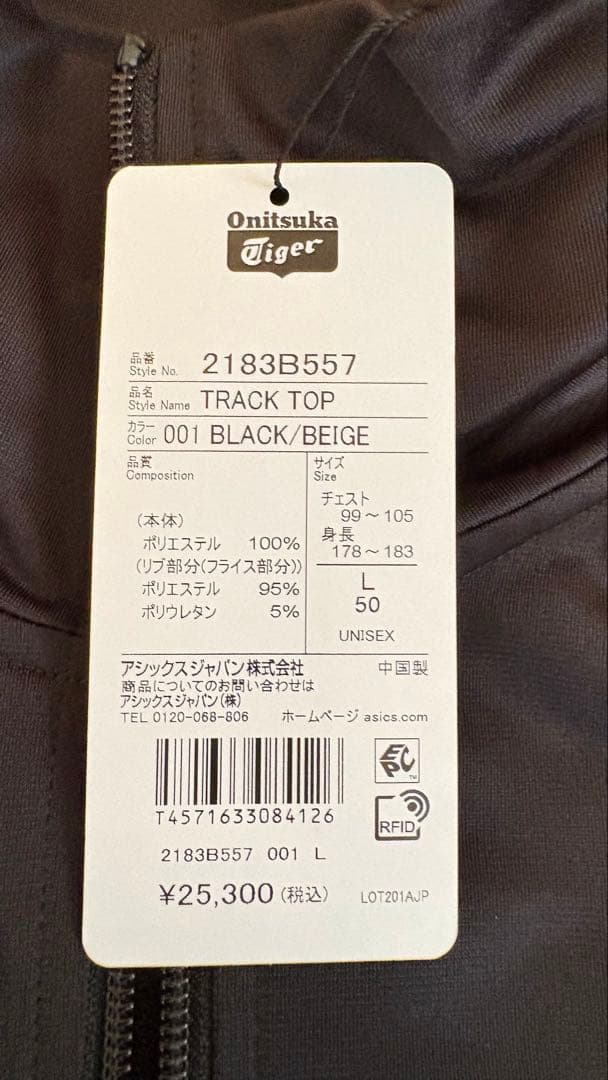 Onitsuka
Tiger
品番
Style No. 2183B557
品名
Style Name TRACK TOP
カラー
Color 001 BLACK/BEIGE
品質
Composition
(本体)
ポリエステル 100%
(リブ部分(フライス部分))
ポリエステル 95%
ポリウレタン 5%
サイズ
Size
チェスト
99～105
身長
178～183
L
50
UNISEX
アシックスジャパン株式会社 中国製
商品についてのお問い合わせは
アシックスジャパン(株)
TEL 0120-068-806 ホームページ asics.com
EPC TM
T4571633084126
RFID
2183B557 001 L
¥25,300(税込) LOT201AJP